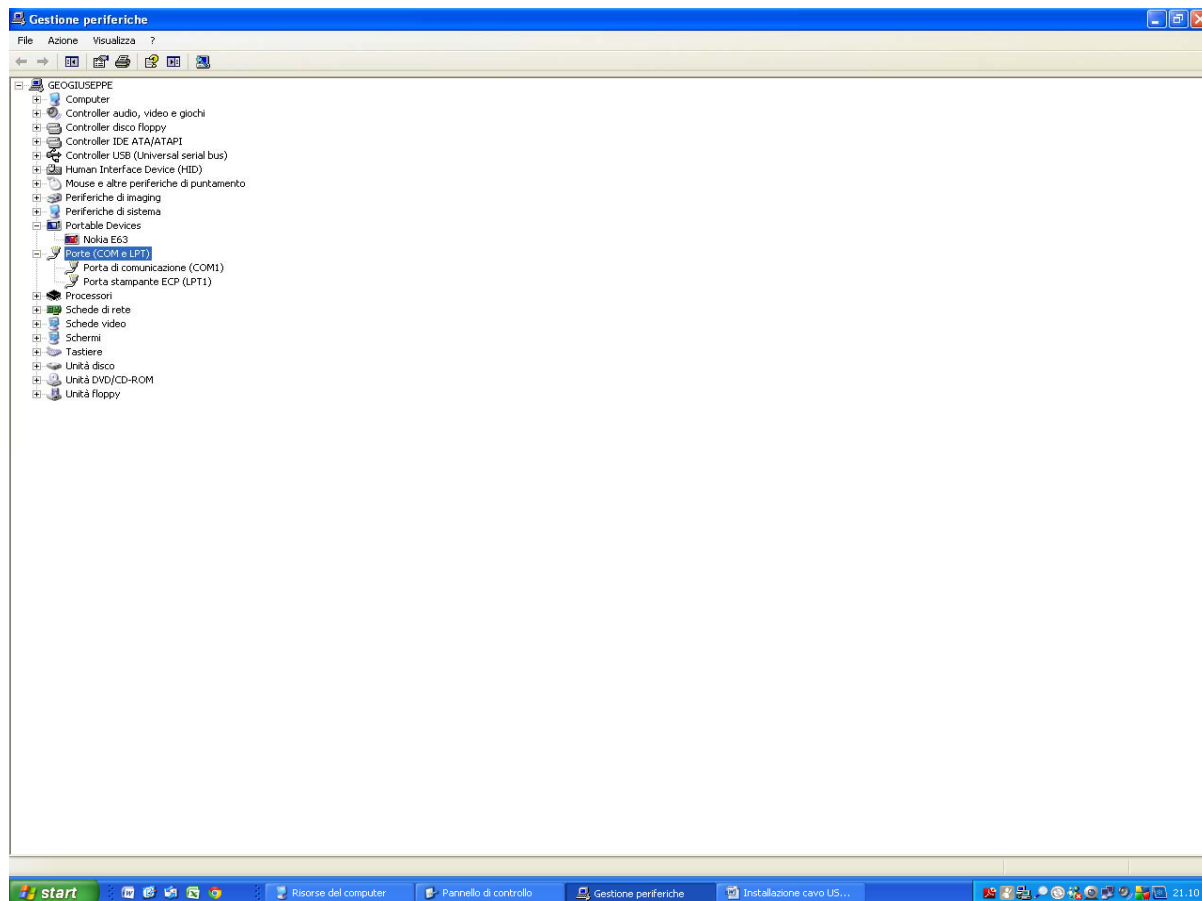 Gestione periferiche
File Azione Visualizza ?
GEOGIUSEPPE
Computer
Controller audio, video e giochi
Controller disco floppy
Controller IDE ATA/ATAPI
Controller USB (Universal serial bus)
Human Interface Device (HID)
Mouse e altre periferiche di puntamento
Periferiche di imaging
Periferiche di sistema
Portable Devices
Nokia E63
Porte (COM e LPT)
Porta di comunicazione (COM1)
Porta stampante ECP (LPT1)
Processori
Schede di rete
Schede video
Schermi
Tastiere
Unità disco
Unità DVD/CD-ROM
Unità floppy
start Risorse del computer Pannello di controllo Gestione periferiche Installazione cavo US... 21.10